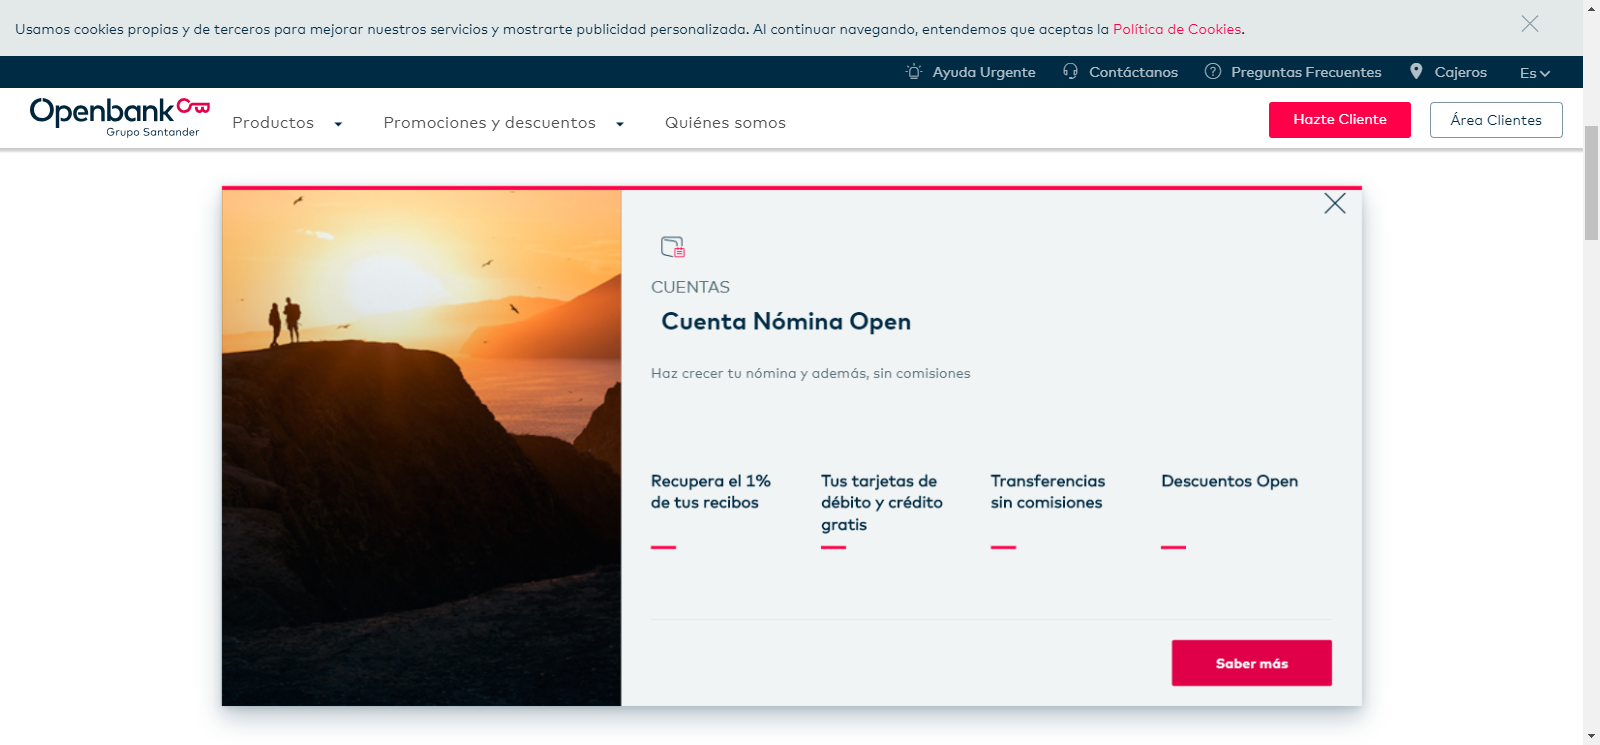 Usamos cookies propias y de terceros para mejorar nuestros servicios y mostrarte publicidad personalizada. Al continuar navegando, entendemos que aceptas la Política de Cookies.
Ayuda Urgente Contáctanos Preguntas Frecuentes Cajeros Es
Openbank
Grupo Santander
Productos Promociones y descuentos Quiénes somos
Hazte Cliente Área Clientes
CUENTAS
Cuenta Nómina Open
Haz crecer tu nómina y además, sin comisiones
Recupera el 1%
de tus recibos
Tus tarjetas de
débito y crédito
gratis
Transferencias
sin comisiones
Descuentos Open
Saber más